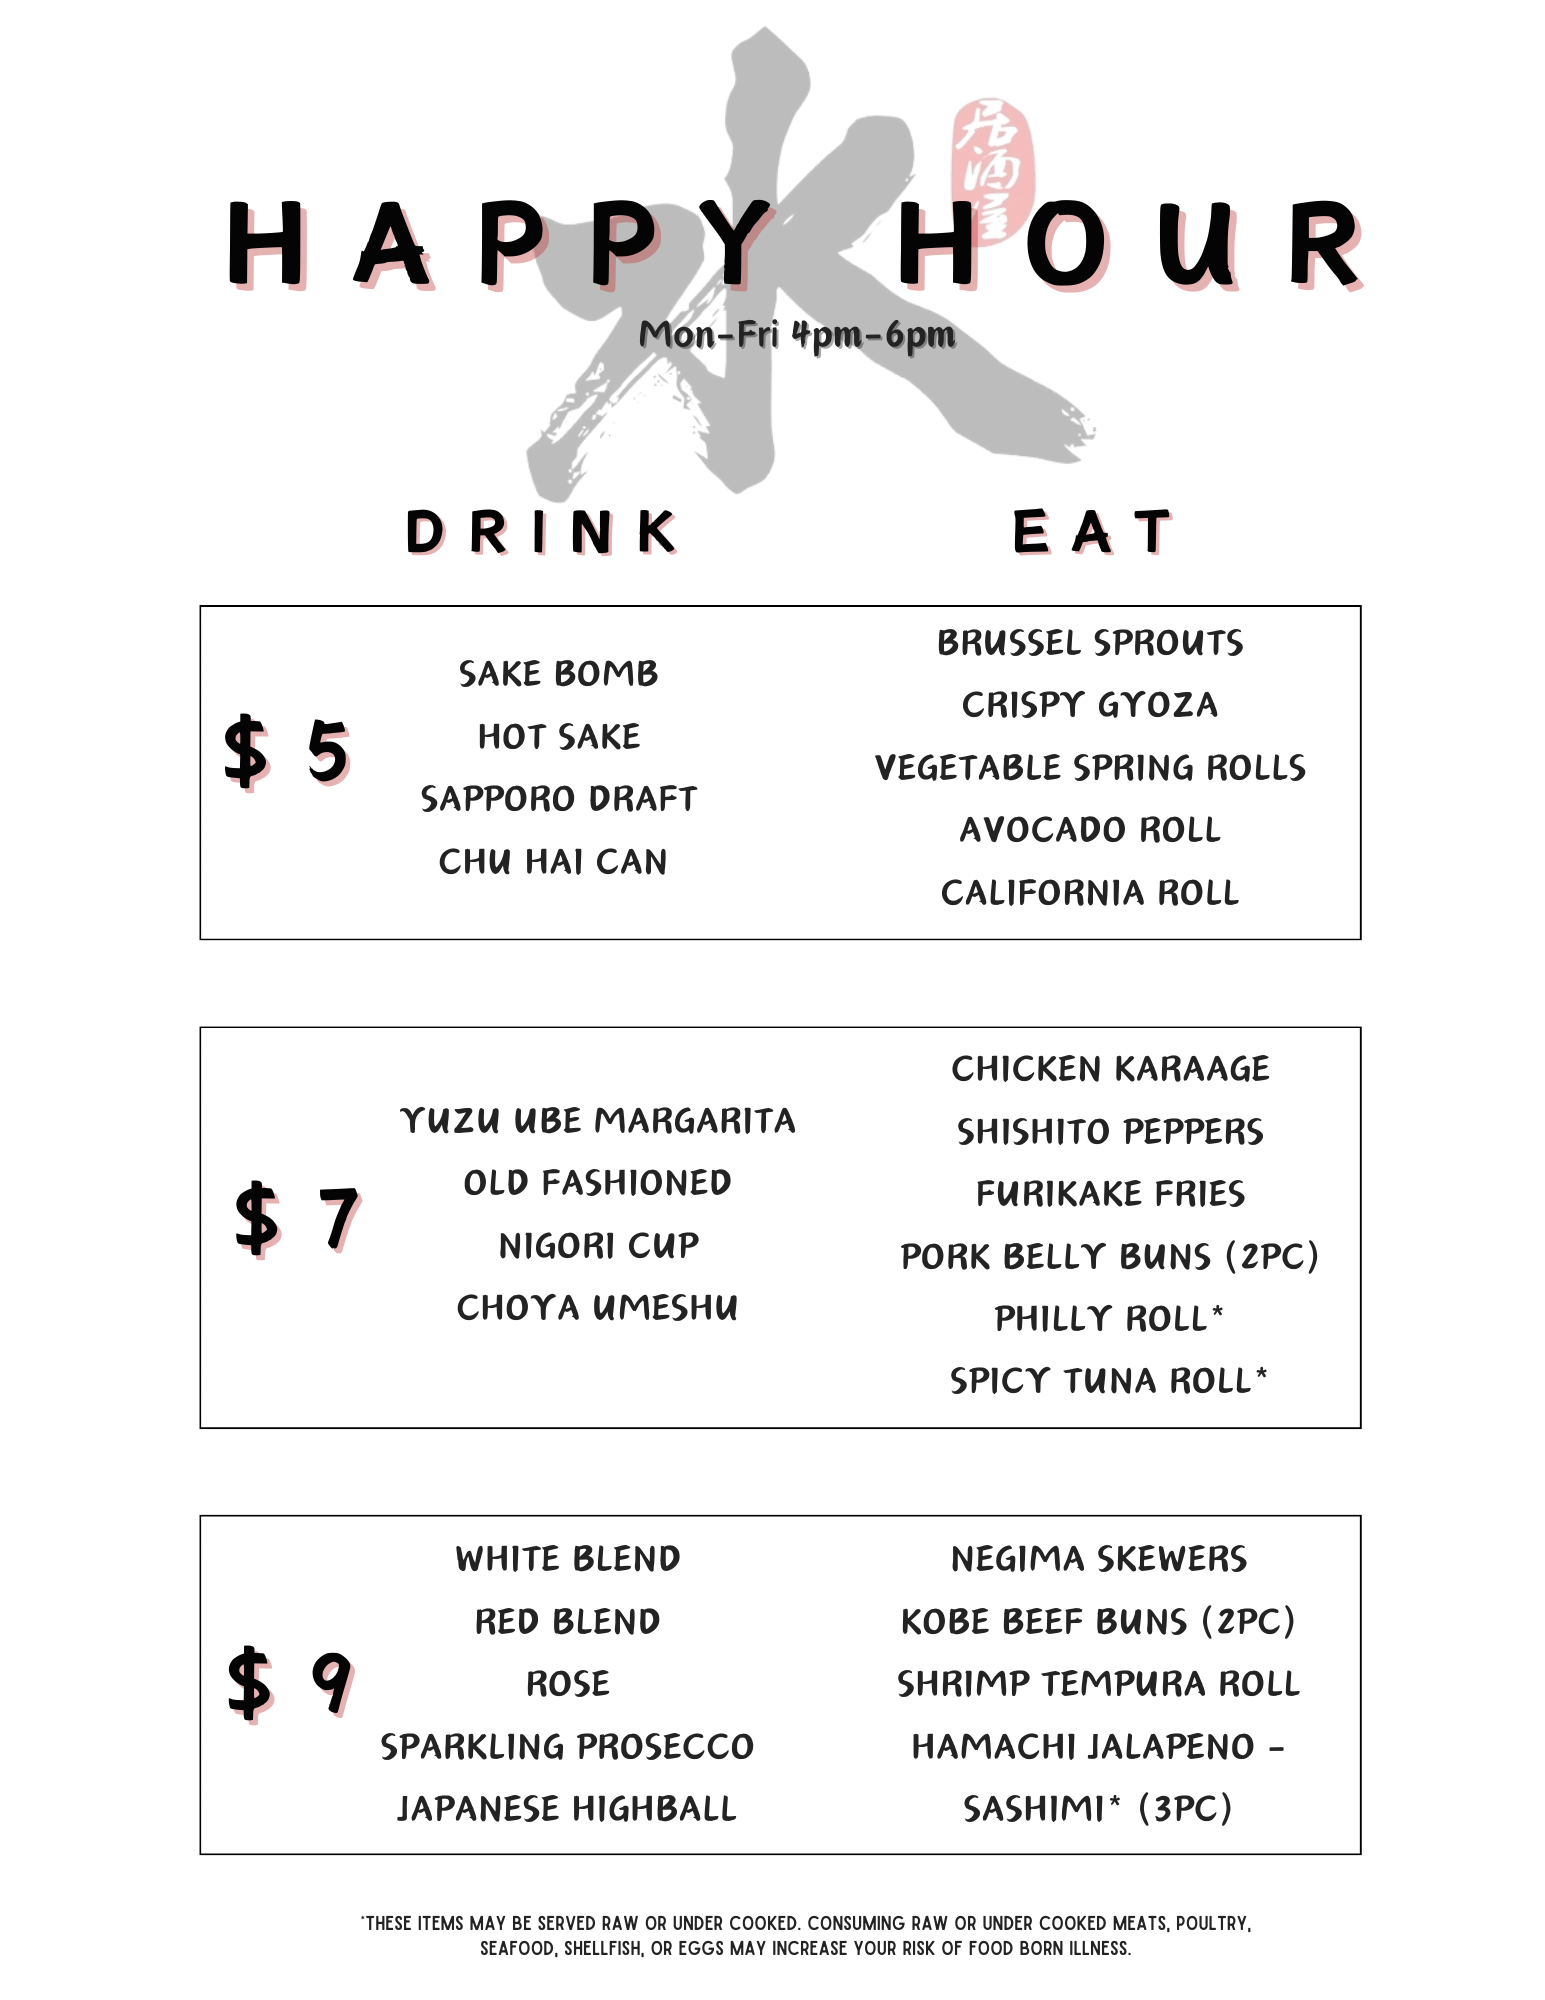 水
居酒屋
HAPPY HOUR
Mon-Fri 4pm-6pm
DRINK
EAT
$ 5
SAKE BOMB
HOT SAKE
SAPPORO DRAFT
CHU HAI CAN
BRUSSEL SPROUTS
CRISPY GYOZA
VEGETABLE SPRING ROLLS
AVOCADO ROLL
CALIFORNIA ROLL
$ 7
YUZU UBE MARGARITA
OLD FASHIONED
NIGORI CUP
CHOYA UMESHU
CHICKEN KARAAGE
SHISHITO PEPPERS
FURIKAKE FRIES
PORK BELLY BUNS (2PC)
PHILLY ROLL*
SPICY TUNA ROLL*
$ 9
WHITE BLEND
RED BLEND
ROSE
SPARKLING PROSECCO
JAPANESE HIGHBALL
NEGIMA SKEWERS
KOBE BEEF BUNS (2PC)
SHRIMP TEMPURA ROLL
HAMACHI JALAPENO -
SASHIMI* (3PC)
*THESE ITEMS MAY BE SERVED RAW OR UNDER COOKED. CONSUMING RAW OR UNDER COOKED MEATS, POULTRY,
SEAFOOD, SHELLFISH, OR EGGS MAY INCREASE YOUR RISK OF FOOD BORN ILLNESS.